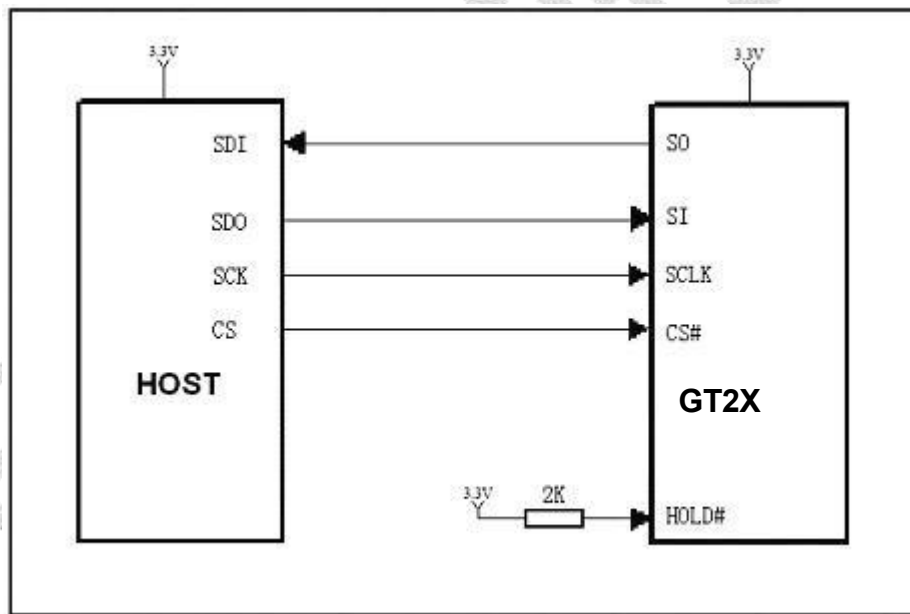 3.3V
3.3V
SDI
SO
SDO
SI
SCK
SCLK
CS
CS#
HOST
GT2X
3.3V
2K
HOLD#